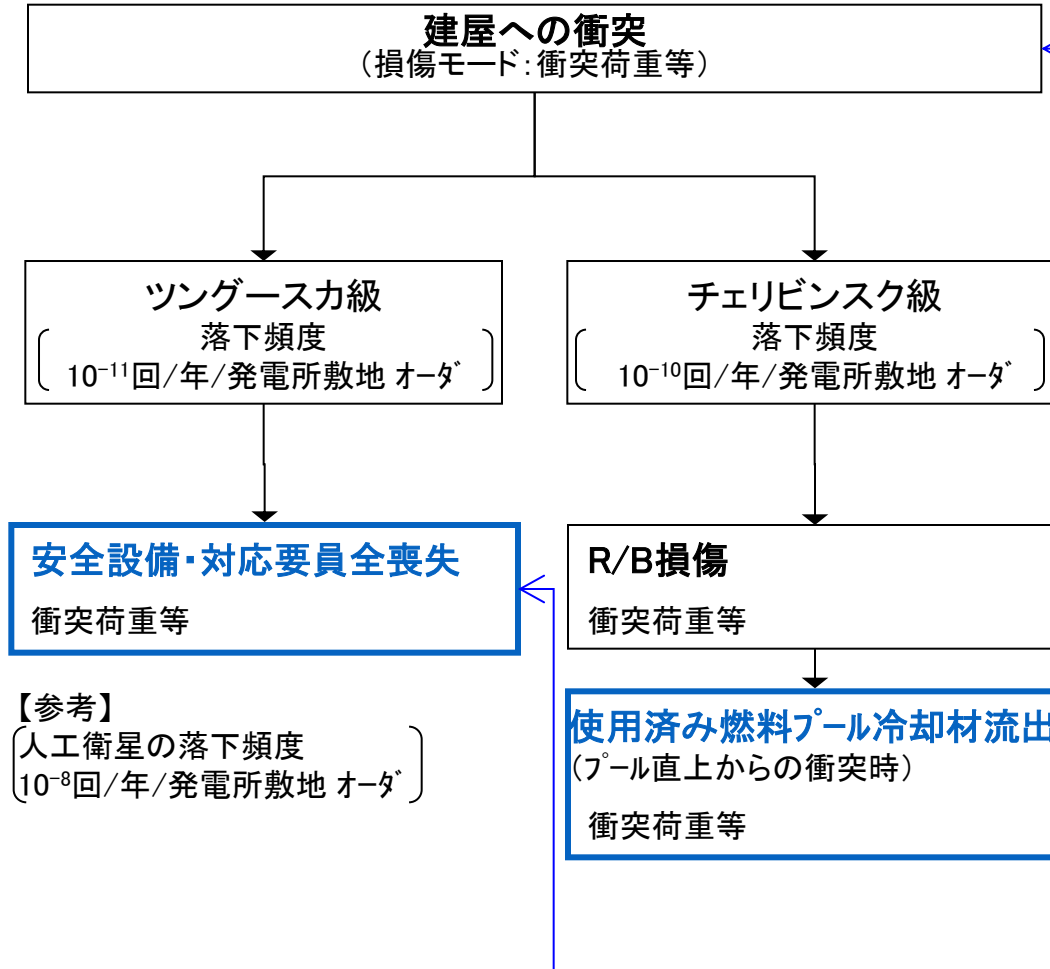 建屋への衝突
（損傷モード：衝突荷重等）
ツングースカ級
落下頻度
10⁻¹¹回/年/発電所敷地 ｵｰﾀﾞ
チェリビンスク級
落下頻度
10⁻¹⁰回/年/発電所敷地 ｵｰﾀﾞ
安全設備・対応要員全喪失
衝突荷重等
R/B損傷
衝突荷重等
【参考】
人工衛星の落下頻度
10⁻⁸回/年/発電所敷地 ｵｰﾀﾞ
使用済み燃料ﾌﾟｰﾙ冷却材流出
（ﾌﾟｰﾙ直上からの衝突時）
衝突荷重等